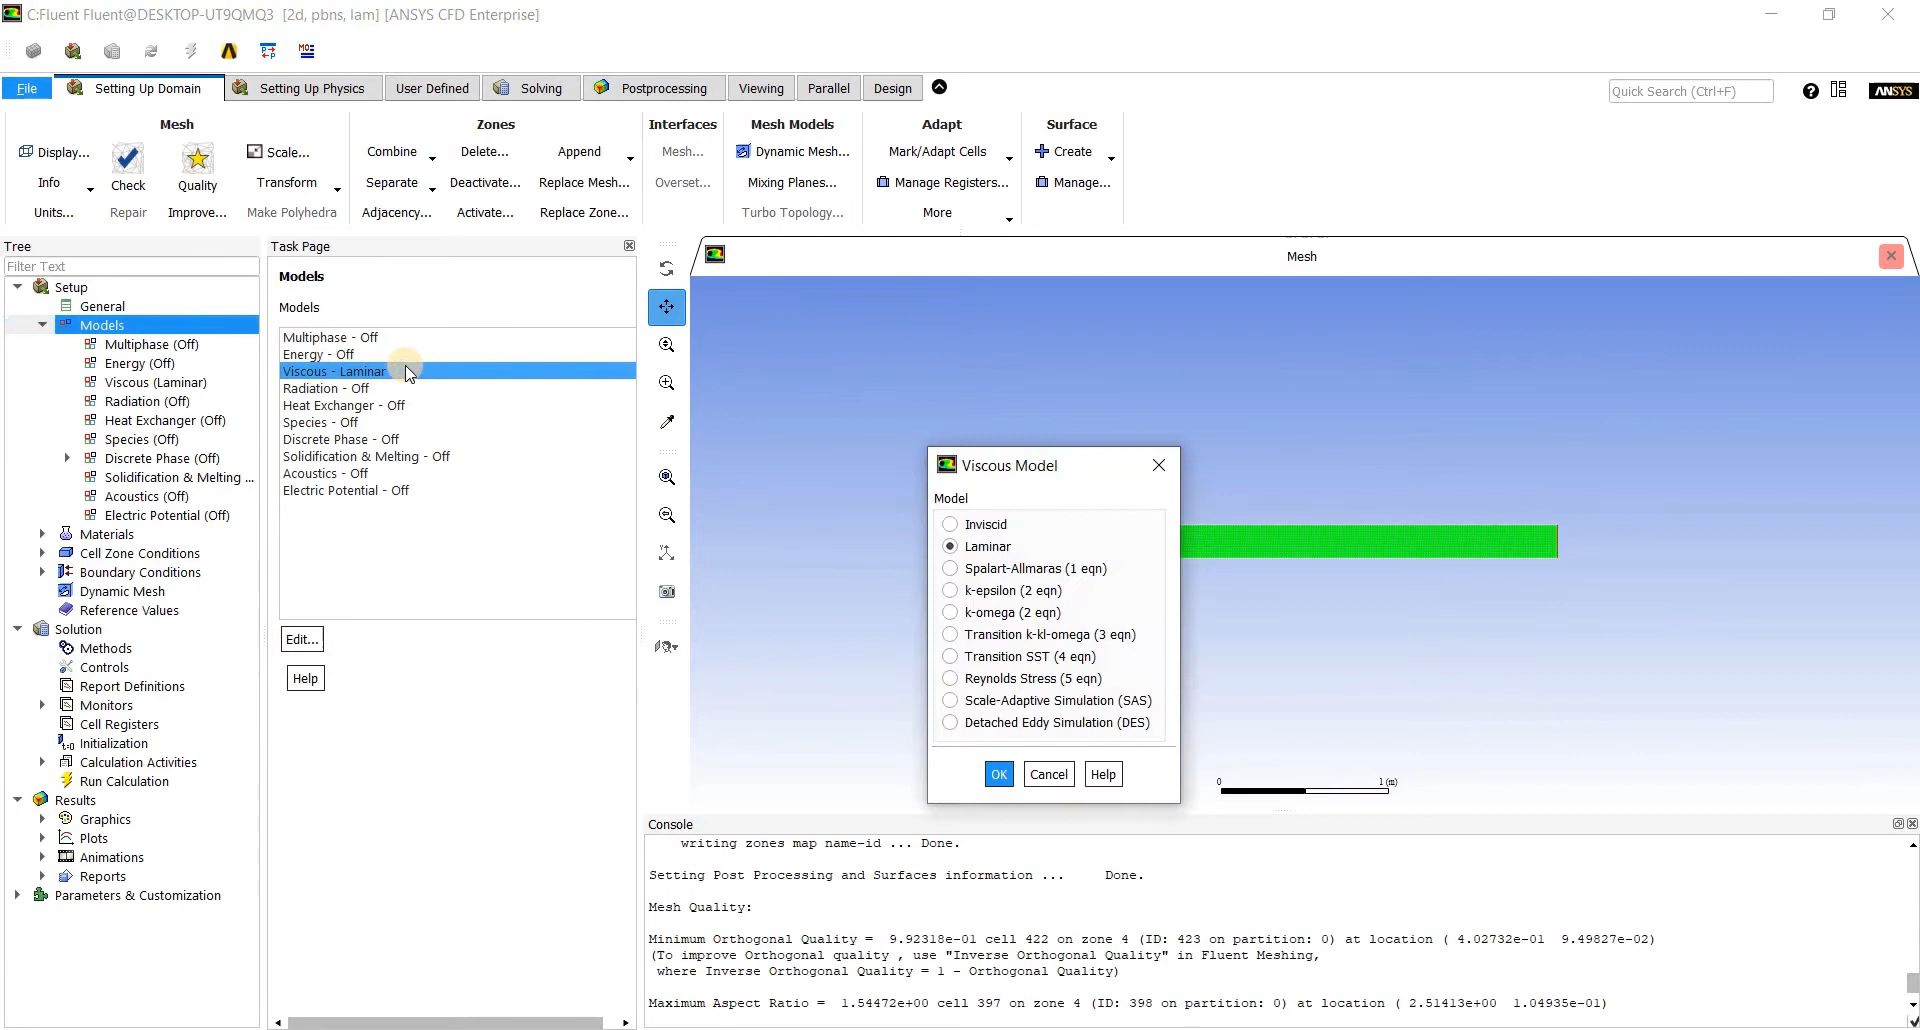 C:Fluent Fluent@DESKTOP-UT9QMQ3 [2d, pbns, lam] [ANSYS CFD Enterprise]
File
Setting Up Domain
Setting Up Physics
User Defined
Solving
Postprocessing
Viewing
Parallel
Design
Quick Search (Ctrl+F)
ANSYS
Mesh
Display...
Info
Units...
Check
Repair
Quality
Improve...
Scale...
Transform
Make Polyhedra
Zones
Combine
Separate
Adjacency...
Delete...
Deactivate...
Activate...
Append
Replace Mesh...
Replace Zone...
Interfaces
Mesh...
Overset...
Mesh Models
Dynamic Mesh...
Mixing Planes...
Turbo Topology...
Adapt
Mark/Adapt Cells
Manage Registers...
More
Surface
Create
Manage...
Tree
Filter Text
Setup
General
Models
Multiphase (Off)
Energy (Off)
Viscous (Laminar)
Radiation (Off)
Heat Exchanger (Off)
Species (Off)
Discrete Phase (Off)
Solidification & Melting ...
Acoustics (Off)
Electric Potential (Off)
Materials
Cell Zone Conditions
Boundary Conditions
Dynamic Mesh
Reference Values
Solution
Methods
Controls
Report Definitions
Monitors
Cell Registers
Initialization
Calculation Activities
Run Calculation
Results
Graphics
Plots
Animations
Reports
Parameters & Customization
Task Page
Models
Models
Multiphase - Off
Energy - Off
Viscous - Laminar
Radiation - Off
Heat Exchanger - Off
Species - Off
Discrete Phase - Off
Solidification & Melting - Off
Acoustics - Off
Electric Potential - Off
Edit...
Help
Mesh
Viscous Model
Model
Inviscid
Laminar
Spalart-Allmaras (1 eqn)
k-epsilon (2 eqn)
k-omega (2 eqn)
Transition k-kl-omega (3 eqn)
Transition SST (4 eqn)
Reynolds Stress (5 eqn)
Scale-Adaptive Simulation (SAS)
Detached Eddy Simulation (DES)
OK
Cancel
Help
0 1 (m)
Console
writing zones map name-id ... Done.
Setting Post Processing and Surfaces information ... Done.
Mesh Quality:
Minimum Orthogonal Quality = 9.92318e-01 cell 422 on zone 4 (ID: 423 on partition: 0) at location ( 4.02732e-01 9.49827e-02)
(To improve Orthogonal quality , use "Inverse Orthogonal Quality" in Fluent Meshing,
where Inverse Orthogonal Quality = 1 - Orthogonal Quality)
Maximum Aspect Ratio = 1.54472e+00 cell 397 on zone 4 (ID: 398 on partition: 0) at location ( 2.51413e+00 1.04935e-01)